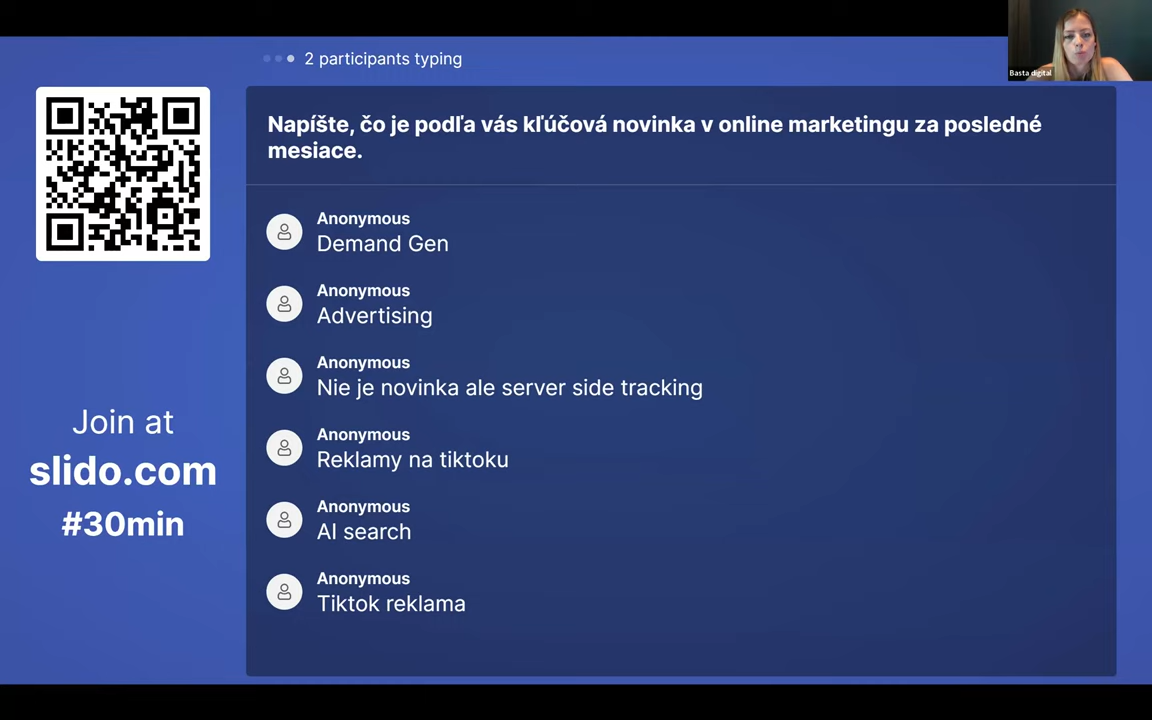 2 participants typing
Basta digital
Napíšte, čo je podľa vás kľúčová novinka v online marketingu za posledné
mesiace.
Anonymous
Demand Gen
Anonymous
Advertising
Anonymous
Nie je novinka ale server side tracking
Anonymous
Reklamy na tiktoku
Anonymous
AI search
Anonymous
Tiktok reklama
Join at
slido.com
#30min